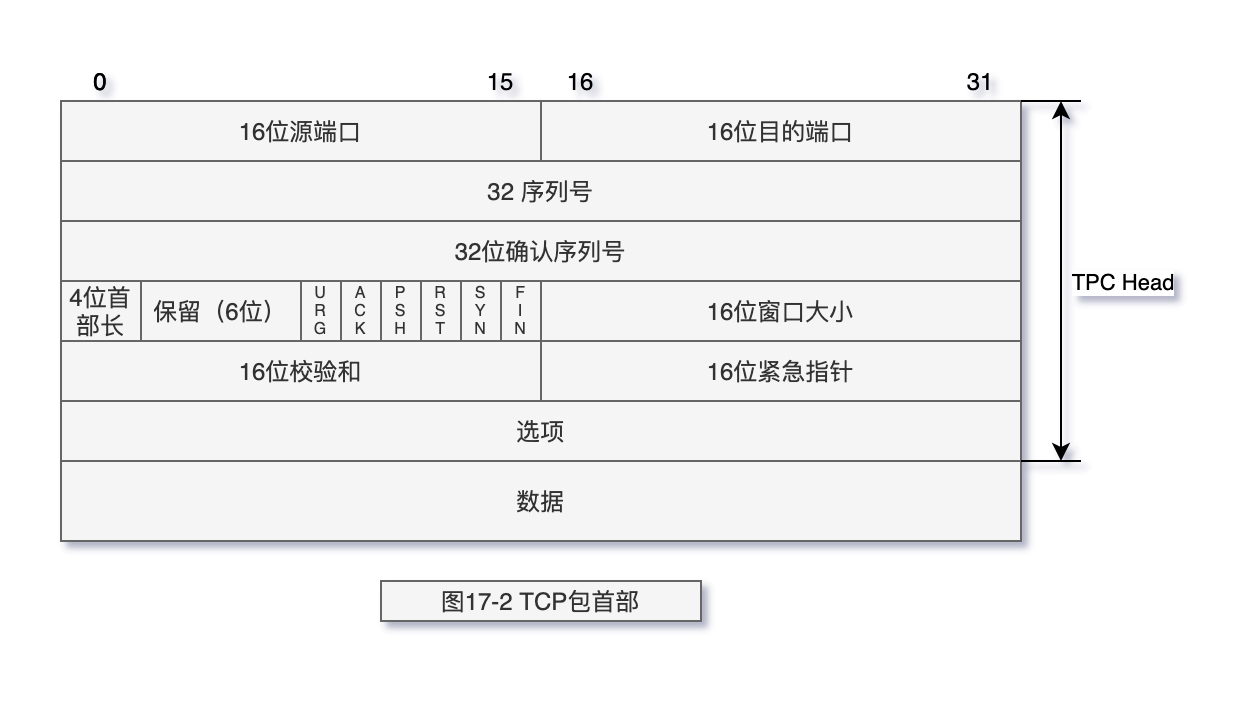 0 15 16 31
16位源端口 16位目的端口
32 序列号
32位确认序列号
4位首部长 保留（6位） URG ACK PSH RST SYN FIN 16位窗口大小
TPC Head
16位校验和 16位紧急指针
选项
数据
图17-2 TCP包首部